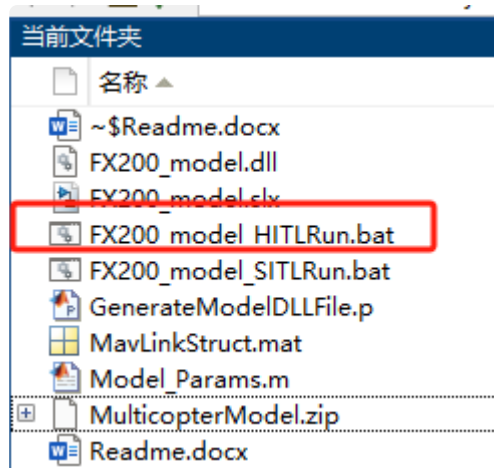 当前文件夹
名称
~$Readme.docx
FX200_model.dll
FX200_model.slx
FX200_model_HITLRun.bat
FX200_model_SITLRun.bat
GenerateModelDLLFile.p
MavLinkStruct.mat
Model_Params.m
MulticopterModel.zip
Readme.docx